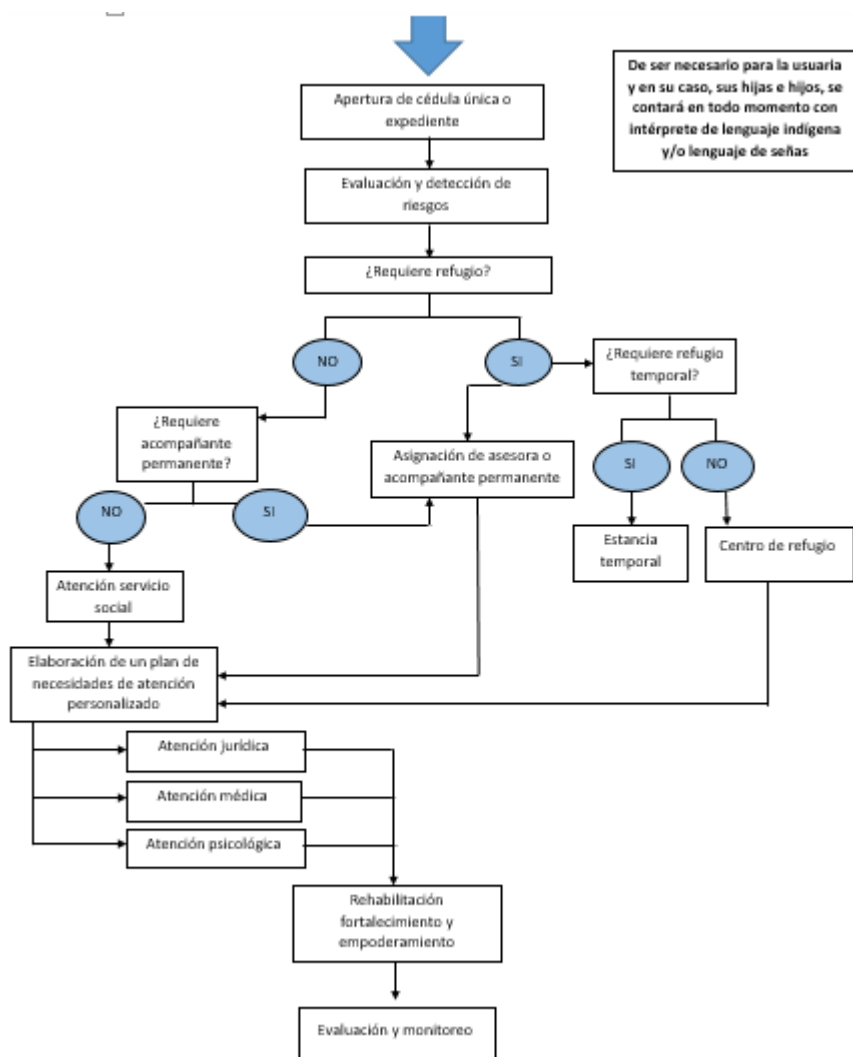 De ser necesario para la usuaria
y en su caso, sus hijas e hijos, se
contará en todo momento con
intérprete de lenguaje indígena
y/o lenguaje de señas
Apertura de cédula única o
expediente
Evaluación y detección de
riesgos
¿Requiere refugio?
NO
SI
¿Requiere refugio
temporal?
¿Requiere
acompañante
permanente?
Asignación de asesora o
acompañante permanente
SI
NO
NO
SI
Estancia
temporal
Centro de refugio
Atención servicio
social
Elaboración de un plan de
necesidades de atención
personalizado
Atención jurídica
Atención médica
Atención psicológica
Rehabilitación
fortalecimiento y
empoderamiento
Evaluación y monitoreo